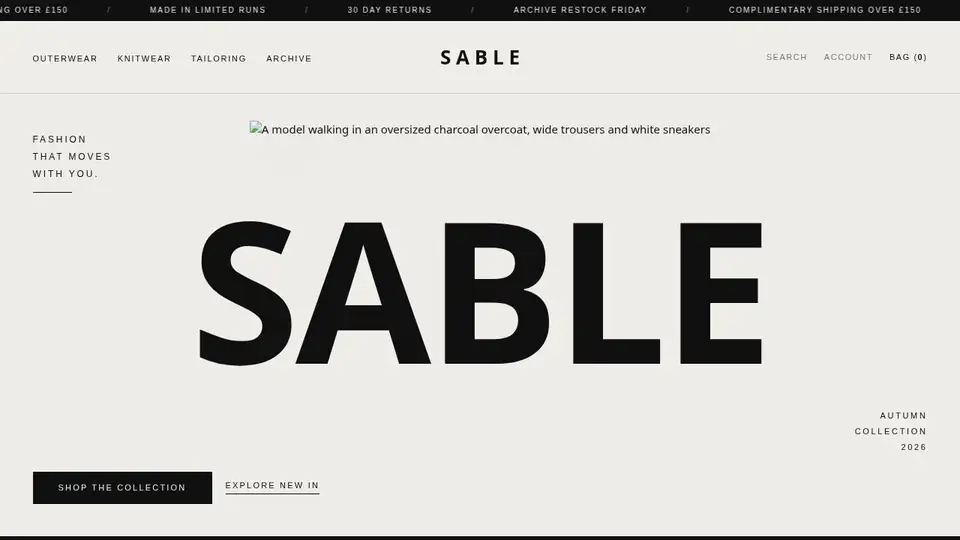 NG OVER £150 / MADE IN LIMITED RUNS / 30 DAY RETURNS / ARCHIVE RESTOCK FRIDAY / COMPLIMENTARY SHIPPING OVER £150
OUTERWEAR KNITWEAR TAILORING ARCHIVE
SABLE
SEARCH ACCOUNT BAG (0)
A model walking in an oversized charcoal overcoat, wide trousers and white sneakers
FASHION
THAT MOVES
WITH YOU.
SABLE
AUTUMN
COLLECTION
2026
SHOP THE COLLECTION
EXPLORE NEW IN